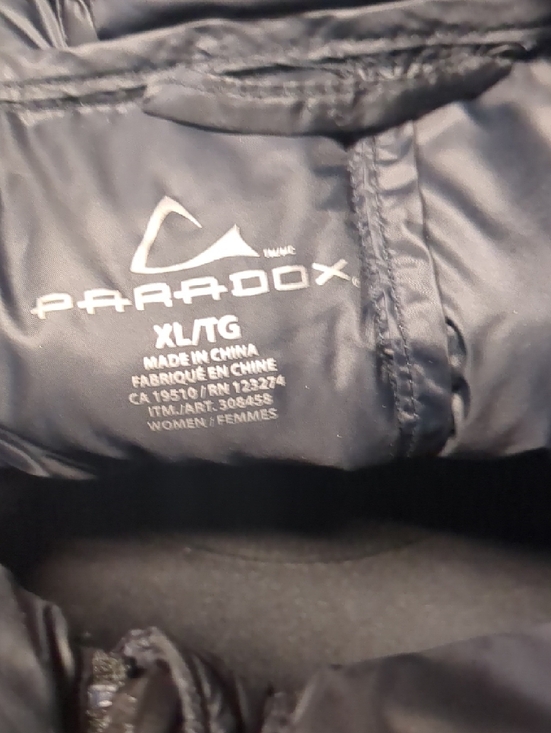 PARADOX
XL/TG
MADE IN CHINA
FABRIQUÉ EN CHINE
CA 19510 / RN 123274
ITM./ART. 308458
WOMEN / FEMMES